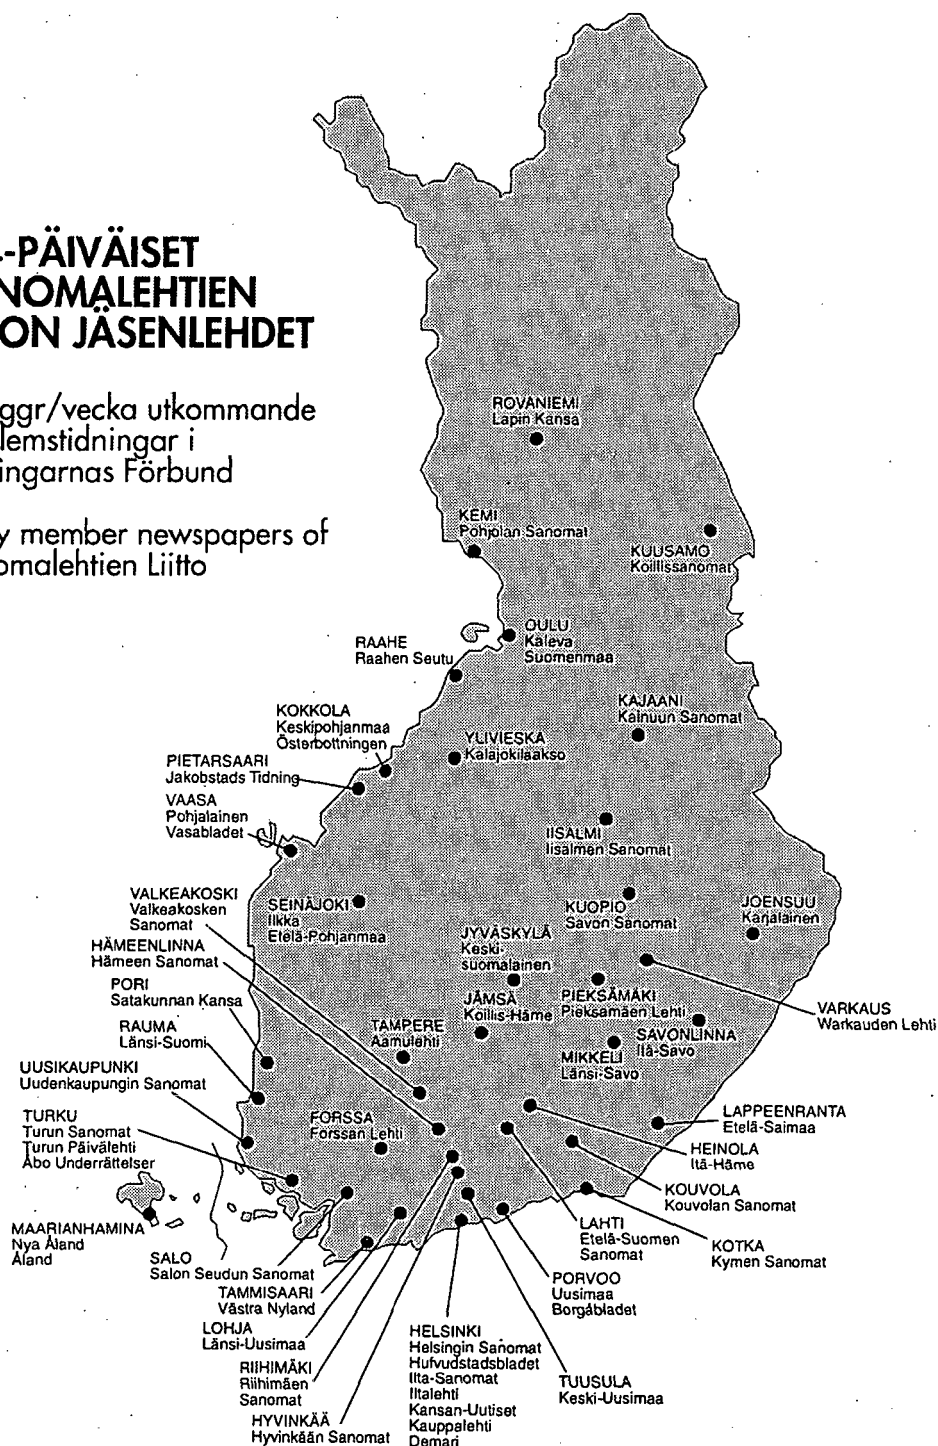 -PÄIVÄISET
NOMALEHTIEN
ON JÄSENLEHDET
ggr/vecka utkommande
lemstidningar i
ingarnas Förbund
y member newspapers of
omalehtien Liitto
ROVANIEMI
Lapin Kansa
KEMI
Pohjolan Sanomat
KUUSAMO
Koillissanomat
OULU
Kaleva
Suomenmaa
RAAHE
Raahen Seutu
KAJAANI
Kainuun Sanomat
KOKKOLA
Keskipohjanmaa
Österbottningen
YLIVIESKA
Kalajokilaakso
PIETARSAARI
Jakobstads Tidning
VAASA
Pohjalainen
Vasabladet
IISALMI
Iisalmen Sanomat
VALKEAKOSKI
Valkeakosken
Sanomat
SEINÄJOKI
Ilkka
Etelä-Pohjanmaa
KUOPIO
Savon Sanomat
JOENSUU
Karjalainen
HÄMEENLINNA
Hämeen Sanomat
JYVÄSKYLÄ
Keski-
suomalainen
PORI
Satakunnan Kansa
JÄMSÄ
Koillis-Häme
PIEKSÄMÄKI
Pieksämäen Lehti
VARKAUS
Warkauden Lehti
RAUMA
Länsi-Suomi
TAMPERE
Aamulehti
MIKKELI
Länsi-Savo
SAVONLINNA
Itä-Savo
UUSIKAUPUNKI
Uudenkaupungin Sanomat
TURKU
Turun Sanomat
Turun Päivälehti
Åbo Underrättelser
FORSSA
Forssan Lehti
LAPPEENRANTA
Etelä-Saimaa
HEINOLA
Itä-Häme
KOUVOLA
Kouvolan Sanomat
MAARIANHAMINA
Nya Åland
Åland
LAHTI
Etelä-Suomen
Sanomat
KOTKA
Kymen Sanomat
SALO
Salon Seudun Sanomat
TAMMISAARI
Västra Nyland
PORVOO
Uusimaa
Borgåbladet
LOHJA
Länsi-Uusimaa
RIIHIMÄKI
Riihimäen
Sanomat
HELSINKI
Helsingin Sanomat
Hufvudstadsbladet
Ilta-Sanomat
Iltalehti
Kansan-Uutiset
Kauppalehti
Demari
TUUSULA
Keski-Uusimaa
HYVINKÄÄ
Hyvinkään Sanomat